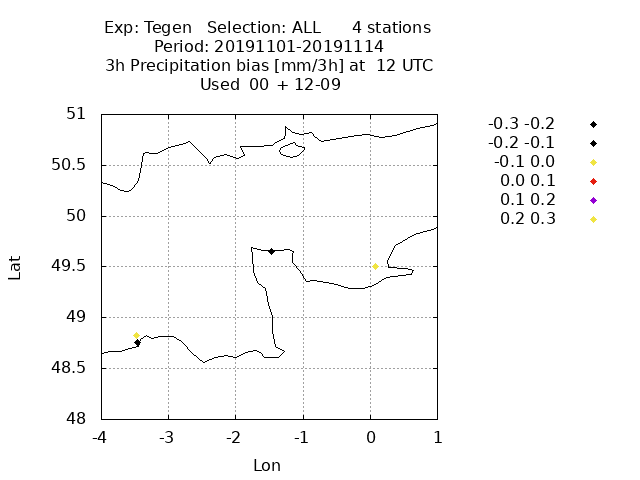 Exp: Tegen   Selection: ALL      4 stations
Period: 20191101-20191114
3h Precipitation bias [mm/3h] at  12 UTC
Used  00 + 12-09
51
50.5
50
49.5
49
48.5
48
-4 -3 -2 -1 0 1
Lat
Lon
-0.3 -0.2
-0.2 -0.1
-0.1 0.0
0.0 0.1
0.1 0.2
0.2 0.3